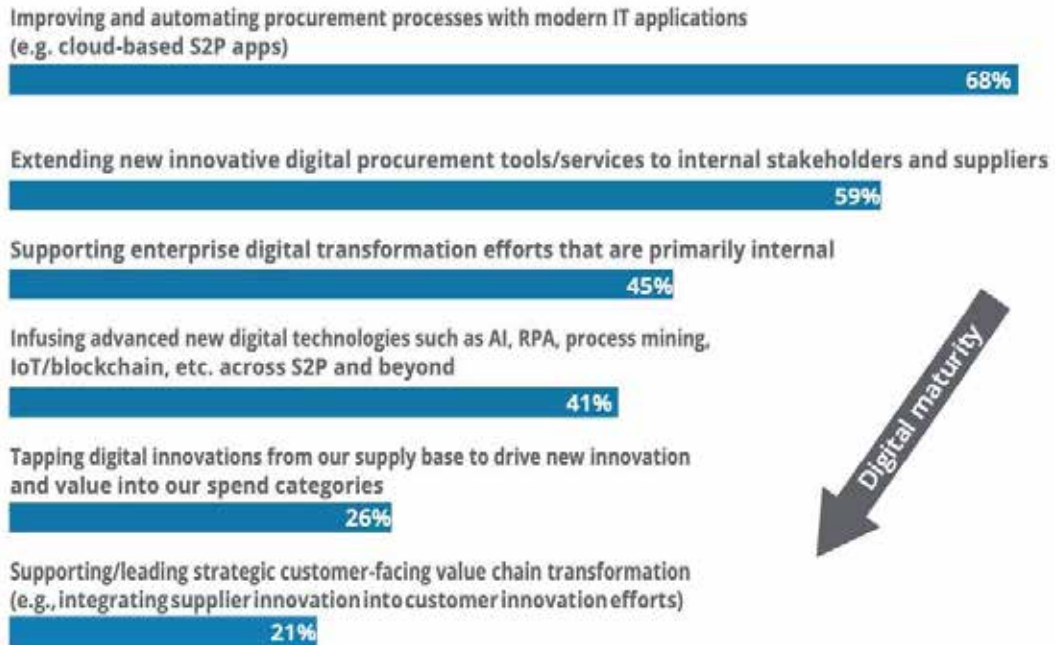 Improving and automating procurement processes with modern IT applications
(e.g. cloud-based S2P apps)
68%
Extending new innovative digital procurement tools/services to internal stakeholders and suppliers
59%
Supporting enterprise digital transformation efforts that are primarily internal
45%
Infusing advanced new digital technologies such as AI, RPA, process mining,
IoT/blockchain, etc. across S2P and beyond
41%
Digital maturity
Tapping digital innovations from our supply base to drive new innovation
and value into our spend categories
26%
Supporting/leading strategic customer-facing value chain transformation
(e.g., integrating supplier innovation into customer innovation efforts)
21%